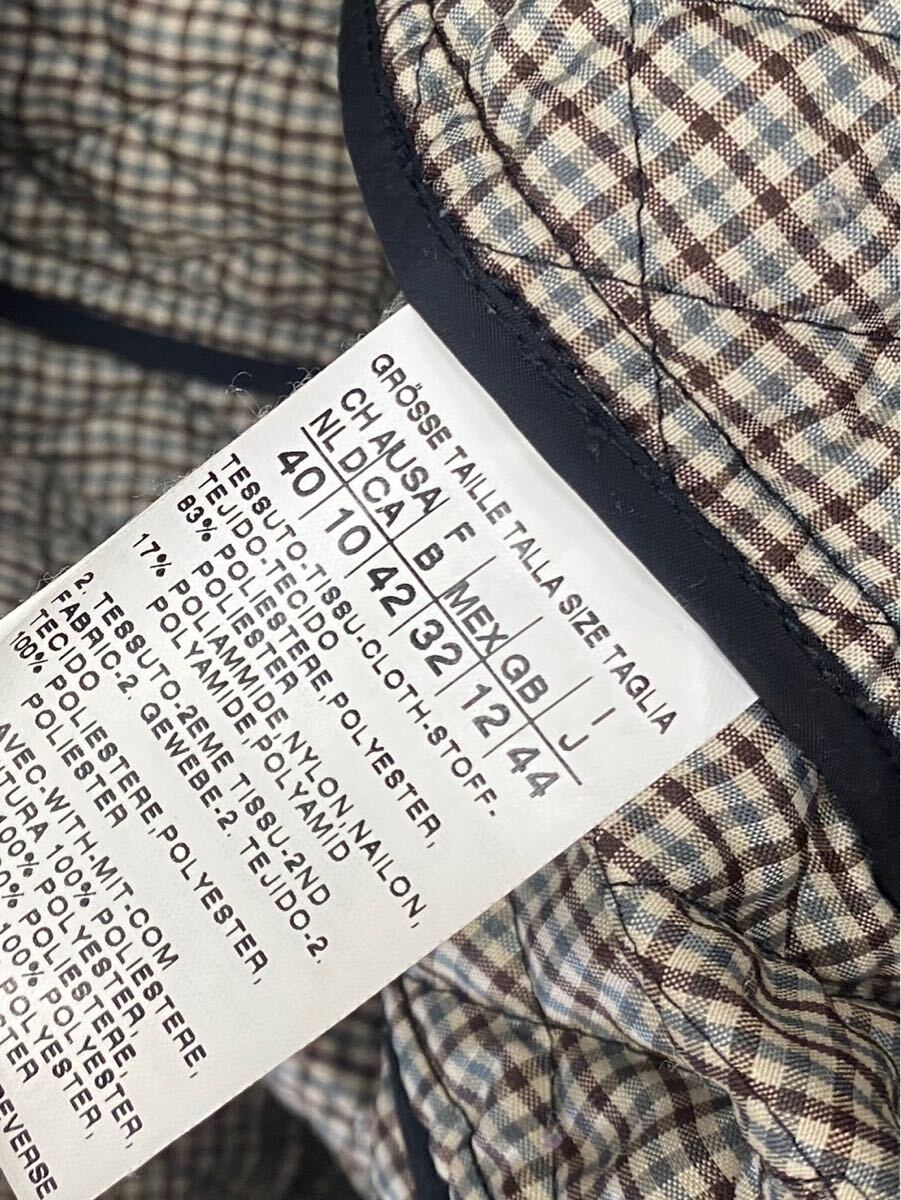 GRÖSSE TAILLE TALLA SIZE TAGLIA
CH A USA F I
NL D CA B MEX GB J
40 10 42 32 12 44
TESSUTO-TISSU-CLOTH-STOFF-
TEJIDO-TECIDO
83% POLIESTERE,POLYESTER,
POLIESTER
17% POLIAMMIDE,NYLON,NAILON,
POLYAMIDE,POLYAMID
2. TESSUTO-2EME TISSU-2ND
FABRIC-2. GEWEBE-2. TEJIDO-2.
TECIDO
100% POLIESTERE,POLYESTER,
POLIESTER
AVEC-WITH-MIT-COM
100% POLIESTERE,
100% POLYESTER,
POLIESTERE,
100% POLYESTER,
POLYESTER,
REVERSE